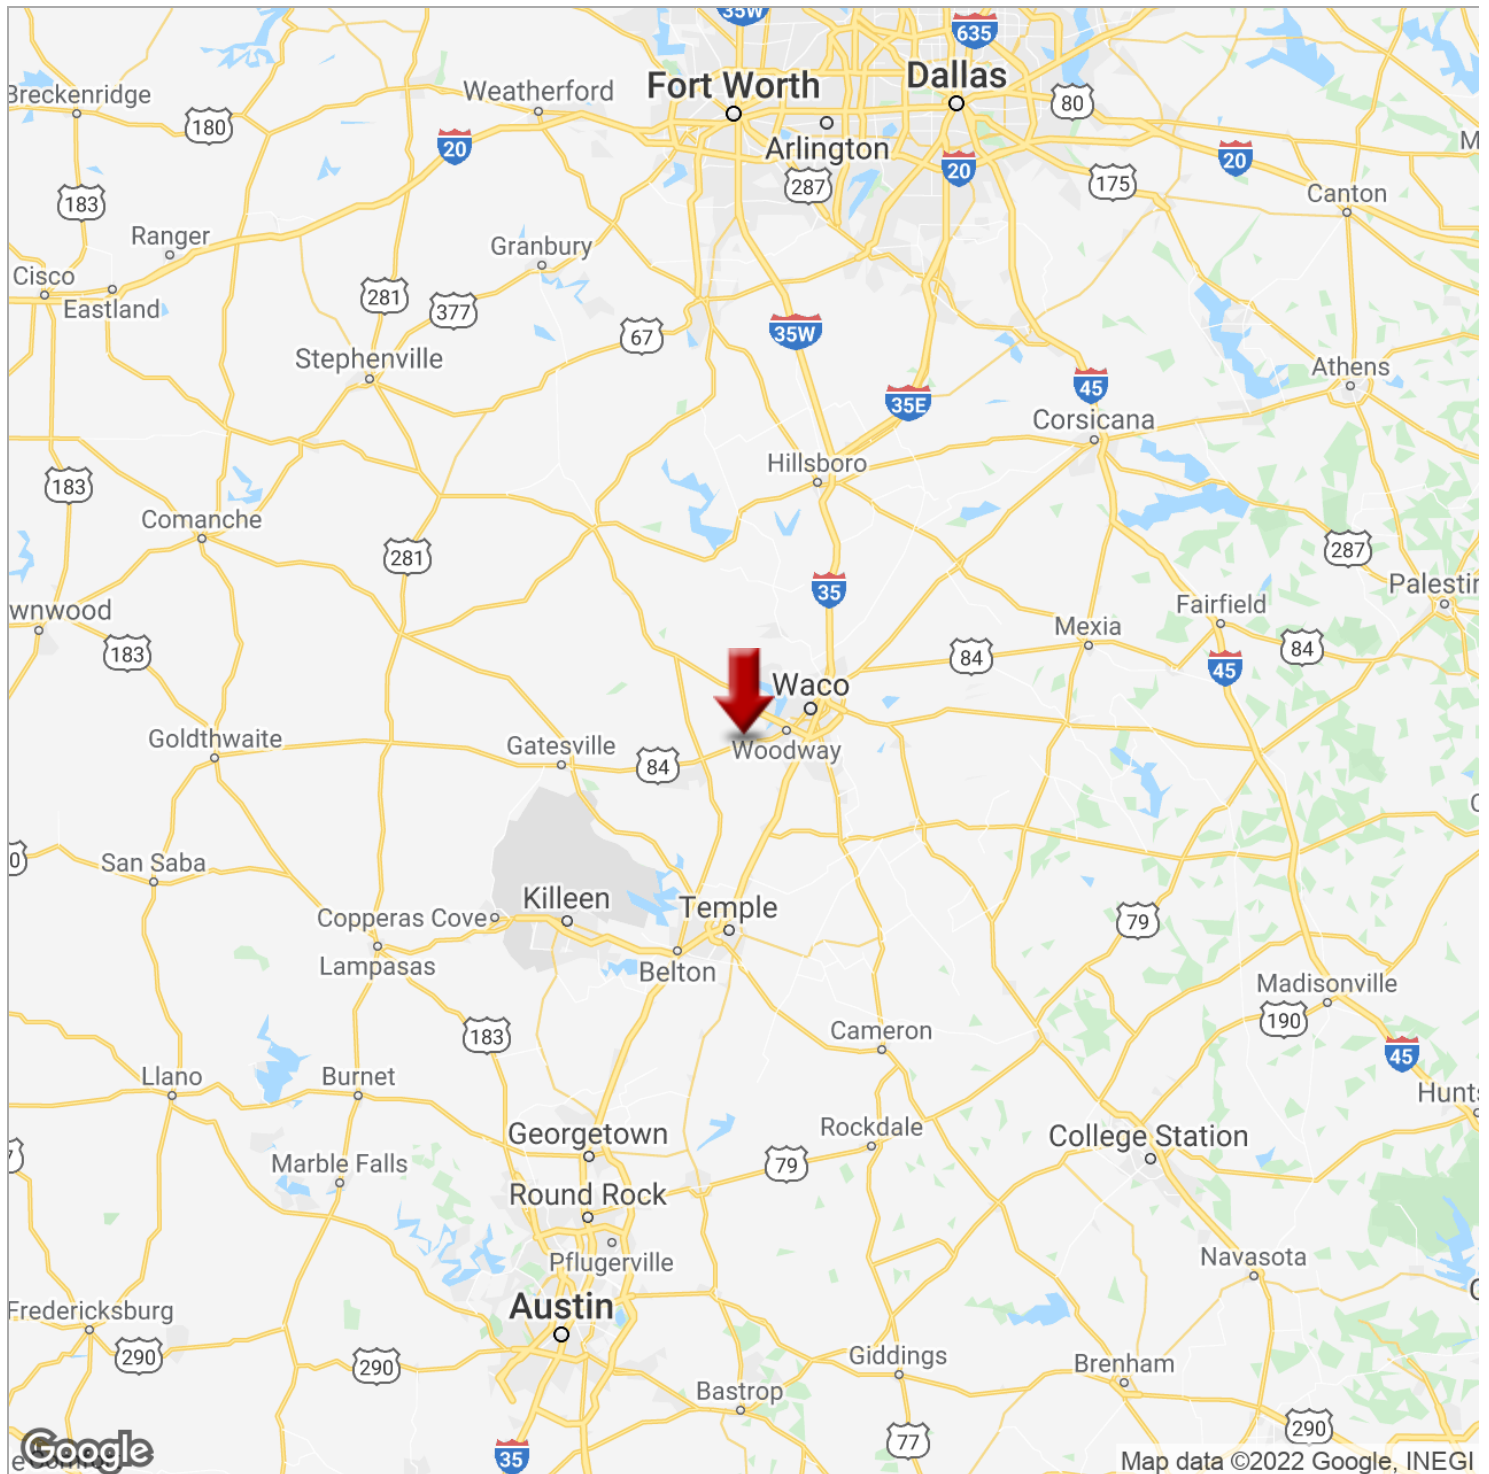 35W
635
Fort Worth
Dallas
Weatherford
Breckenridge
80
180
20
Arlington
20
20
175
287
183
Canton
Ranger
Granbury
Cisco
Eastland
281
377
67
35W
Stephenville
Athens
45
35E
Corsicana
Hillsboro
183
Comanche
281
287
35
Palestin
wnwood
Fairfield
Mexia
183
84
84
45
Waco
Goldthwaite
Gatesville
84
Woodway
San Saba
Killeen
Temple
Copperas Cove
79
Lampasas
Belton
Madisonville
190
Cameron
183
45
Llano
Burnet
Hunts
Rockdale
Georgetown
College Station
79
Marble Falls
Round Rock
Pflugerville
Navasota
Austin
Fredericksburg
290
290
Giddings
Brenham
Bastrop
290
77
35
Google
Map data ©2022 Google, INEGI